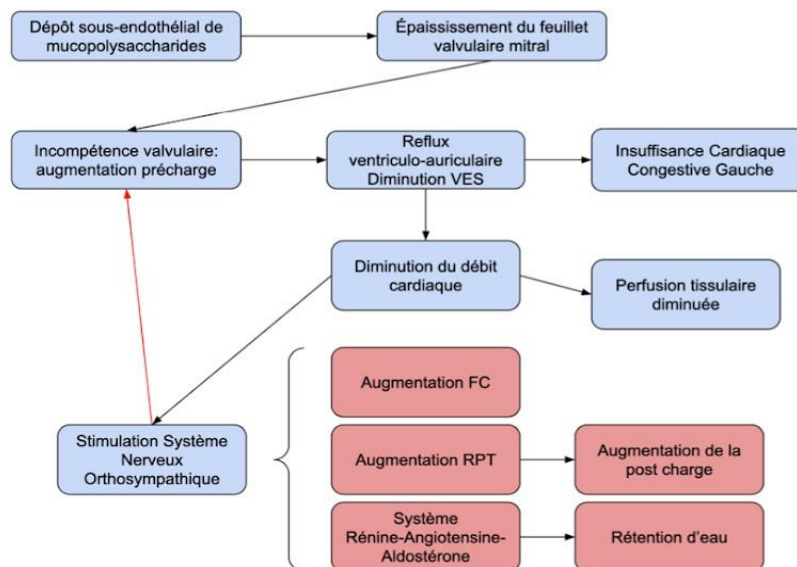 Dépôt sous-endothélial de
mucopolysaccharides
Épaississement du feuillet
valvulaire mitral
Incompétence valvulaire:
augmentation précharge
Reflux
ventriculo-auriculaire
Diminution VES
Insuffisance Cardiaque
Congestive Gauche
Diminution du débit
cardiaque
Perfusion tissulaire
diminuée
Stimulation Système
Nerveux
Orthosympathique
Augmentation FC
Augmentation RPT
Augmentation de la
post charge
Système
Rénine-Angiotensine-
Aldostérone
Rétention d'eau